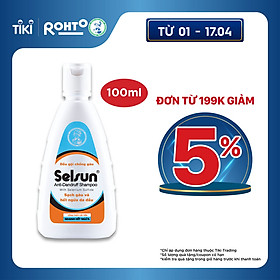 TIKI
ROHTO
TỪ 01 - 17.04
100ml
ĐƠN TỪ 199K GIẢM
5%
Dầu gội chống gàu
Selsun
Anti-Dandruff Shampoo
With Selenium Sulfide
Sạch gàu và
hết ngứa da đầu
*Chỉ áp dụng đơn hàng thuộc Tiki Trading
*Số lượng quà tặng/coupon có hạn
*Kiểm tra quà tặng trong giỏ hàng trước khi thanh toán